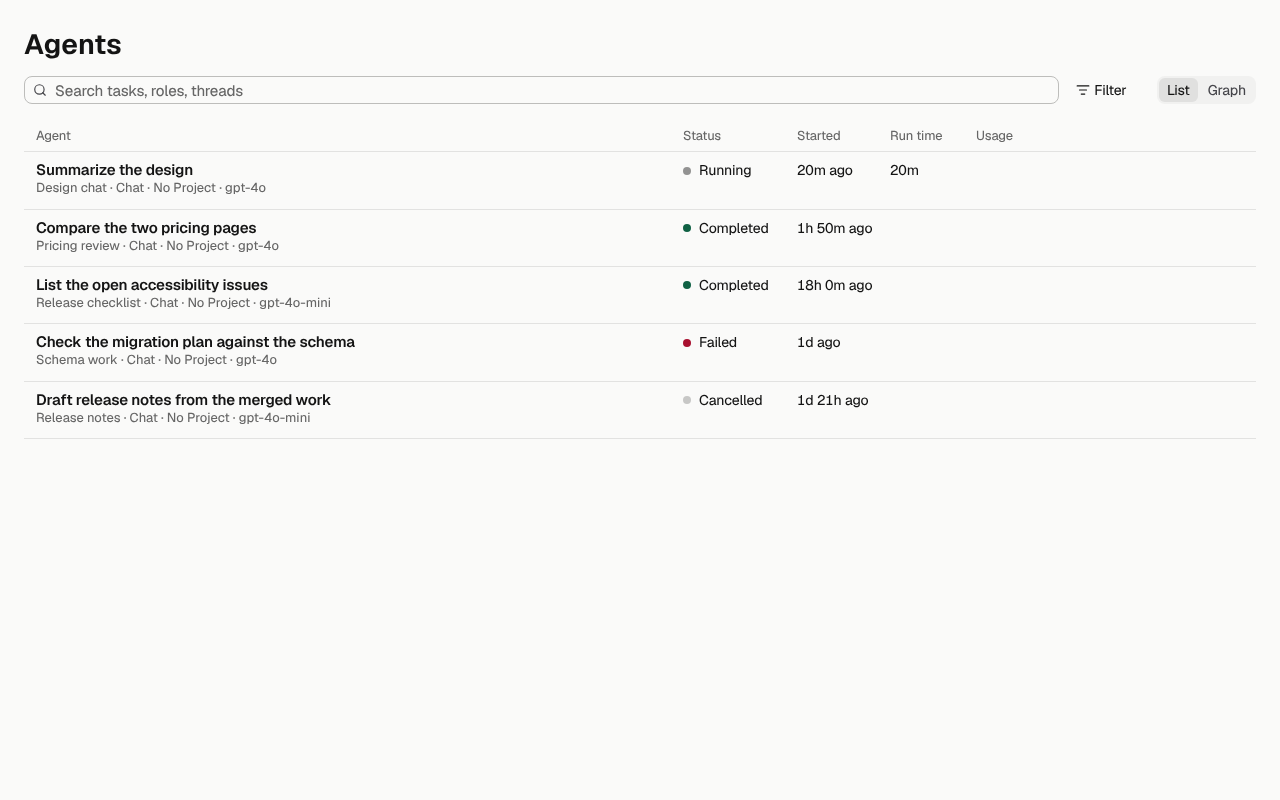 Agents
Search tasks, roles, threads
Filter
List
Graph
Agent Status Started Run time Usage
Summarize the design Running 20m ago 20m
Design chat · Chat · No Project · gpt-4o
Compare the two pricing pages Completed 1h 50m ago
Pricing review · Chat · No Project · gpt-4o
List the open accessibility issues Completed 18h 0m ago
Release checklist · Chat · No Project · gpt-4o-mini
Check the migration plan against the schema Failed 1d ago
Schema work · Chat · No Project · gpt-4o
Draft release notes from the merged work Cancelled 1d 21h ago
Release notes · Chat · No Project · gpt-4o-mini